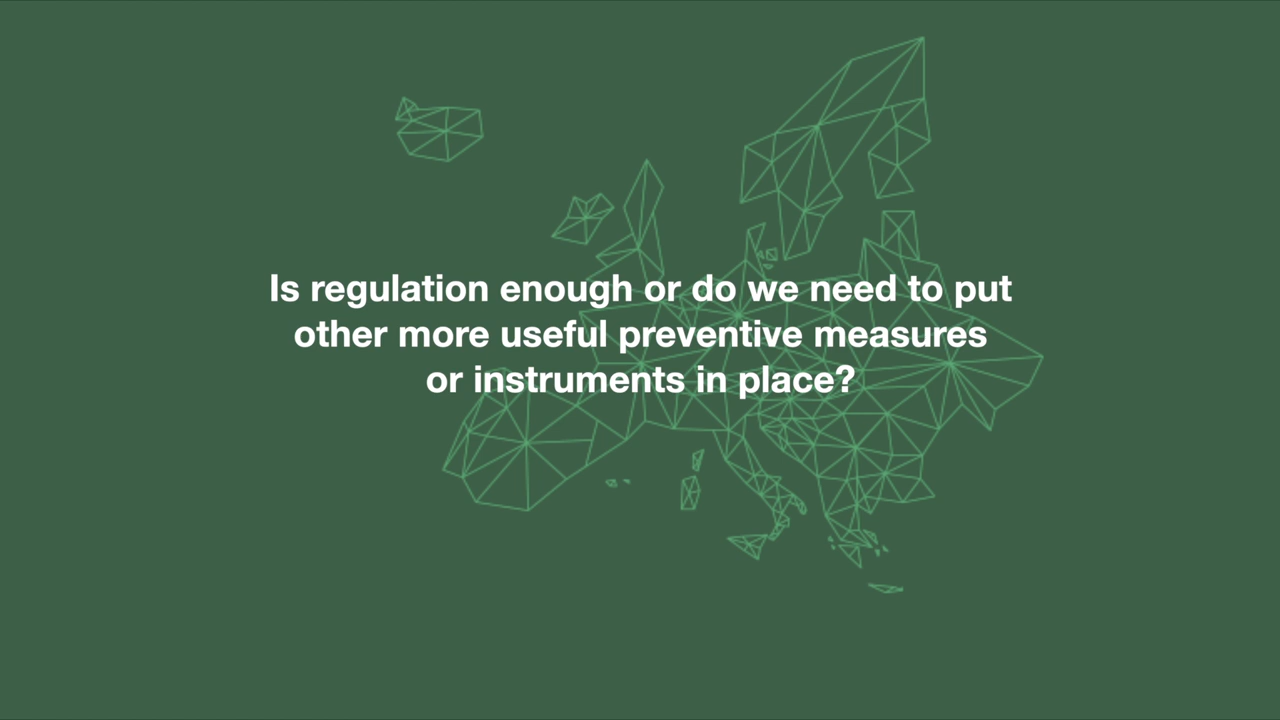 Is regulation enough or do we need to put
other more useful preventive measures
or instruments in place?